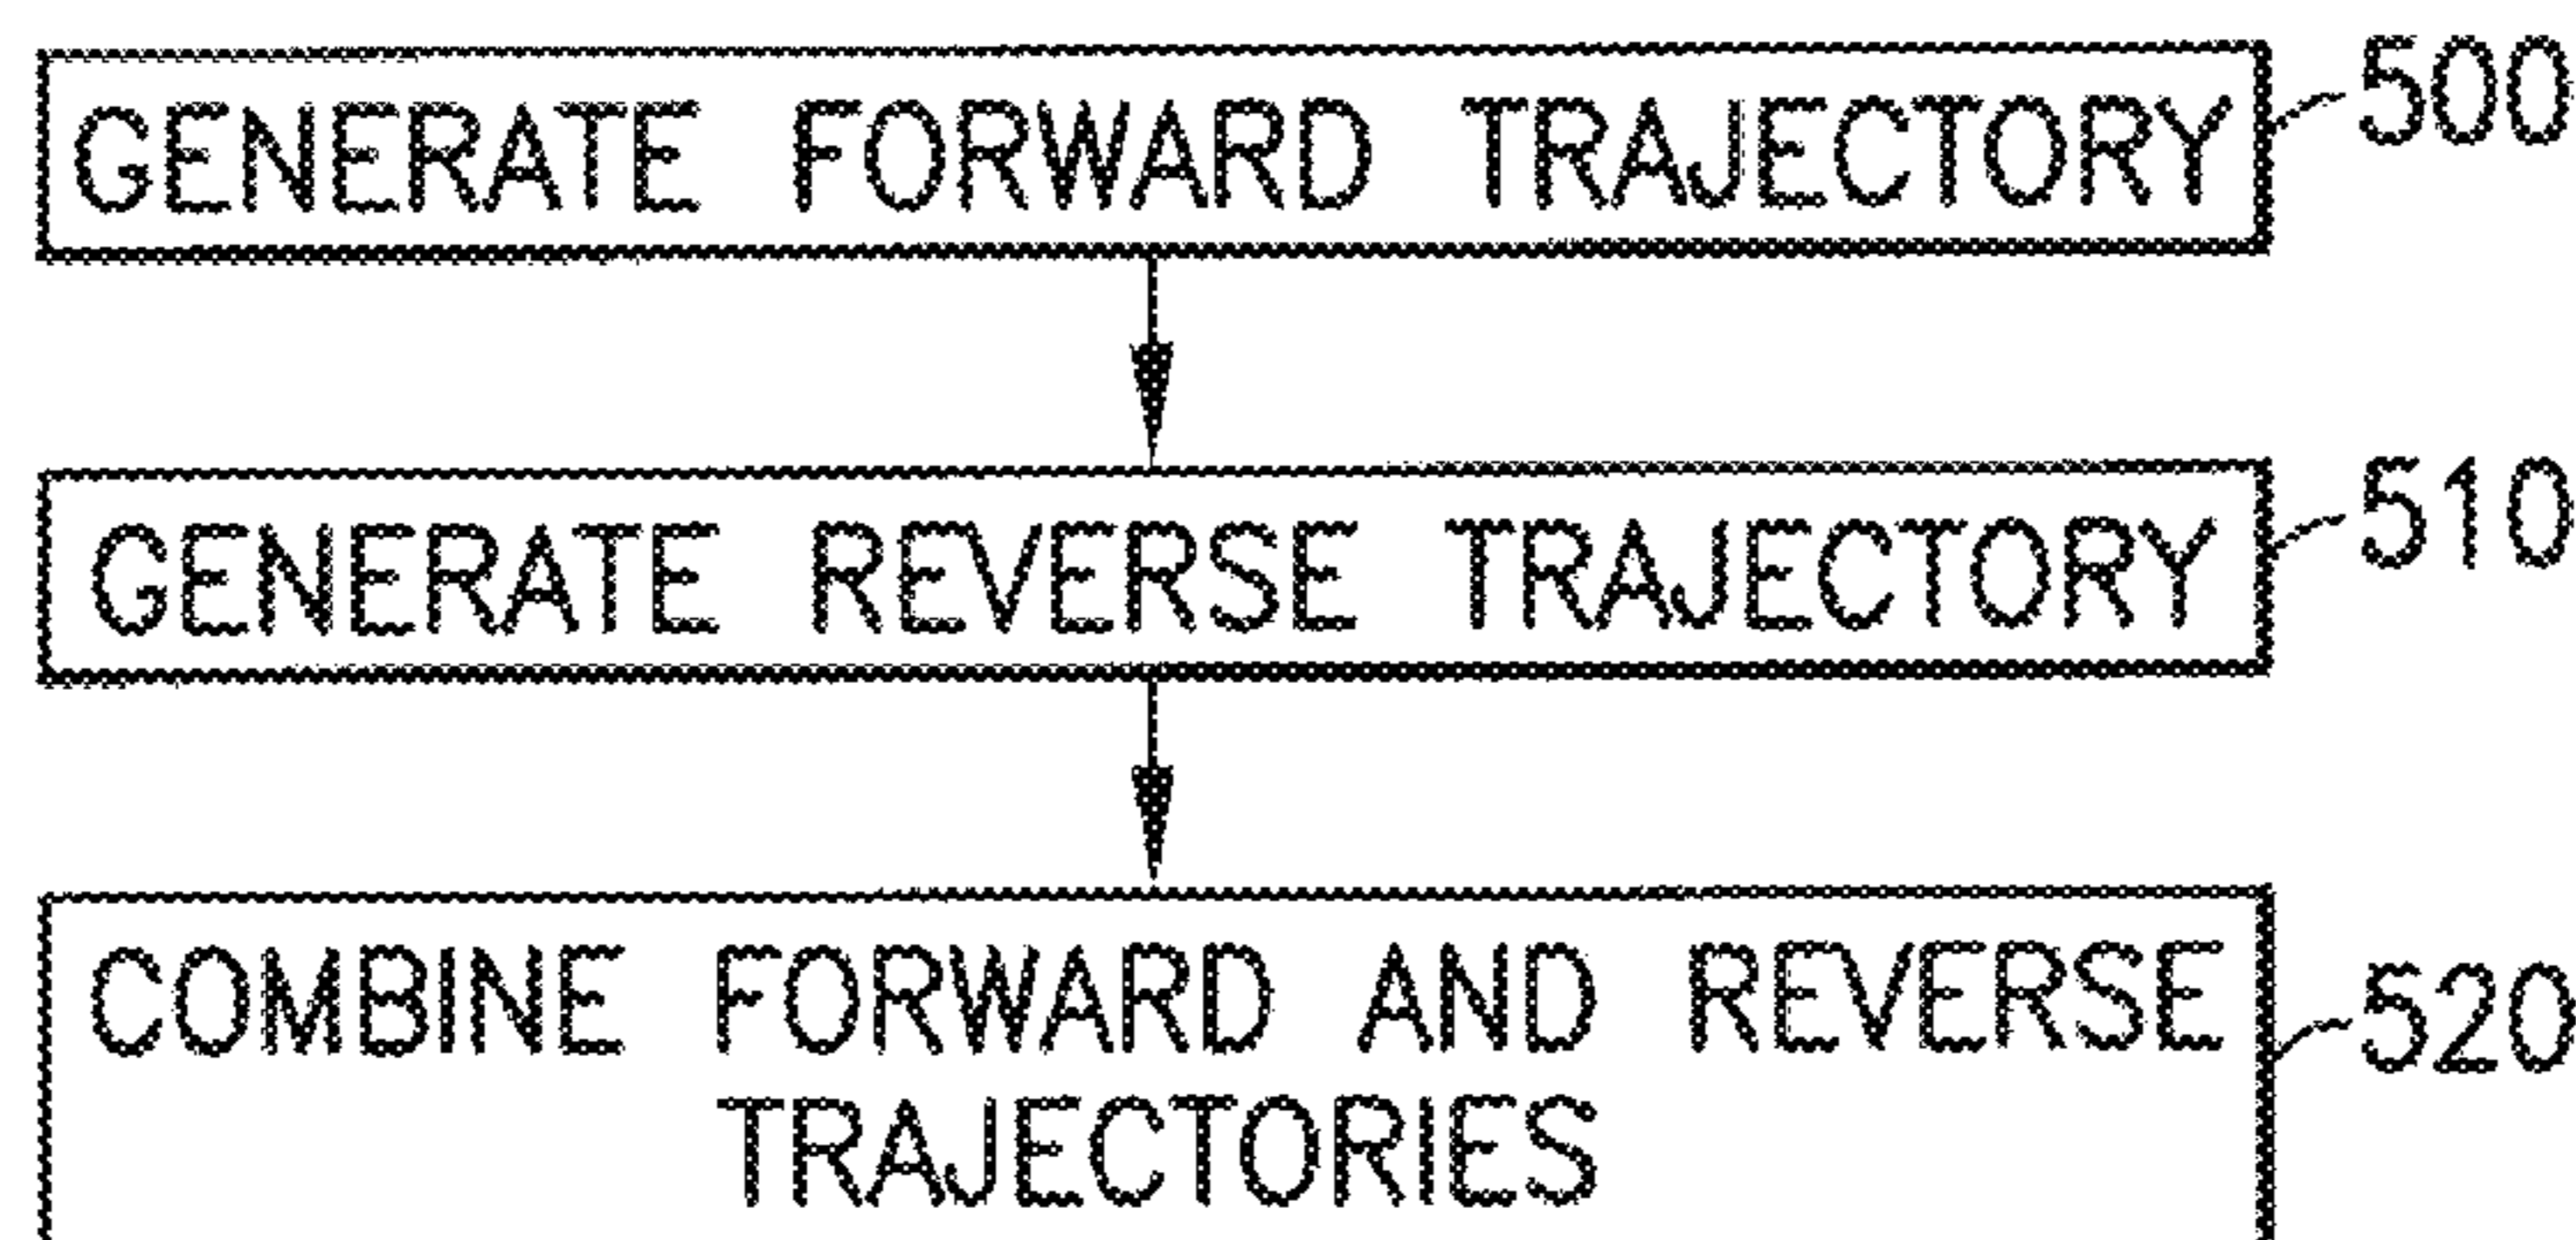 GENERATE FORWARD TRAJECTORY 500
GENERATE REVERSE TRAJECTORY 510
COMBINE FORWARD AND REVERSE
TRAJECTORIES 520